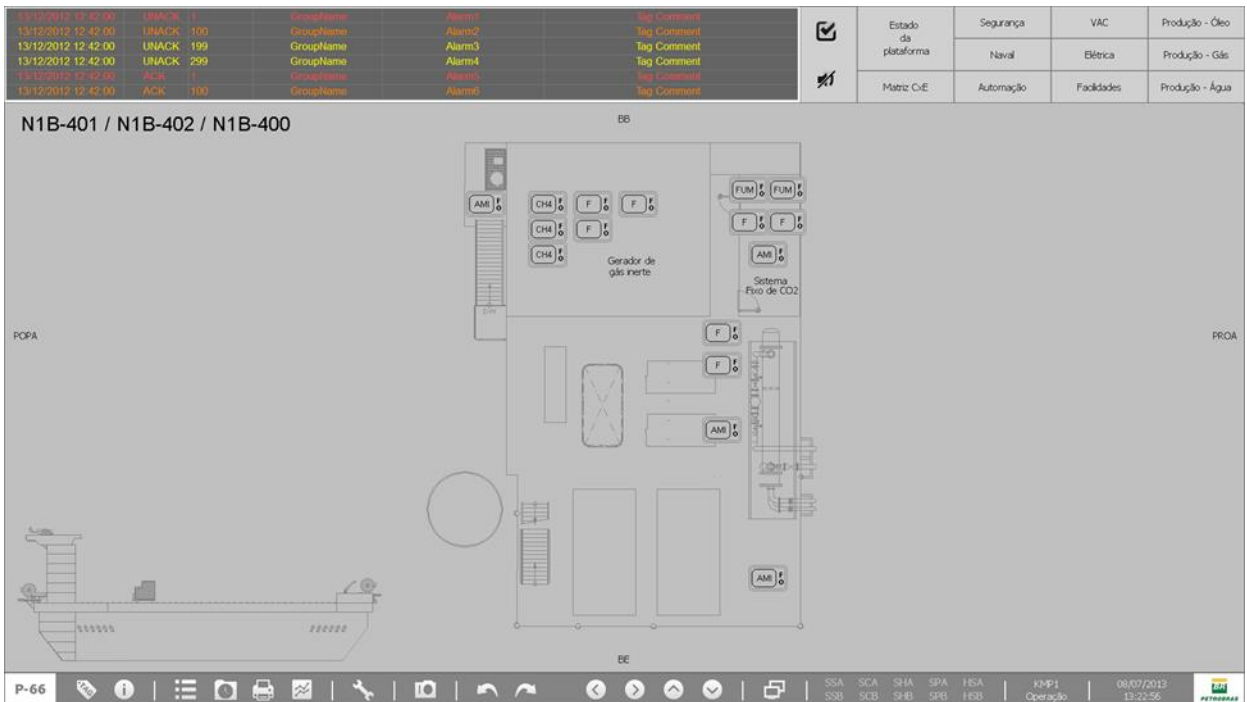 13/12/2012 12:42:00 UNACK 1 GroupName Alarm1 Tag Comment
13/12/2012 12:42:00 UNACK 100 GroupName Alarm2 Tag Comment
13/12/2012 12:42:00 UNACK 199 GroupName Alarm3 Tag Comment
13/12/2012 12:42:00 UNACK 299 GroupName Alarm4 Tag Comment
13/12/2012 12:42:00 ACK 1 GroupName Alarm5 Tag Comment
13/12/2012 12:42:00 ACK 100 GroupName Alarm6 Tag Comment
Estado
da
plataforma
Segurança VAC Produção - Óleo
Naval Elétrica Produção - Gás
Matriz CxE Automação Facilidades Produção - Água
N1B-401 / N1B-402 / N1B-400
BB
FUM F O FUM F O
AMI F O CH4 F O F F O F F O
F F O F F O
CH4 F O F F O
CH4 F O AMI F O
Gerador de
gás inerte
Sistema
Fixo de CO2
F F O
POPA
PROA
F F O
AMI F O
AMI F O
BE
P-66
TAG
SSA SCA SHA SPA HSA
SSB SCB SHB SPB HSB
KMP1
Operação
08/07/2013
13:22:56
BR
PETROBRAS